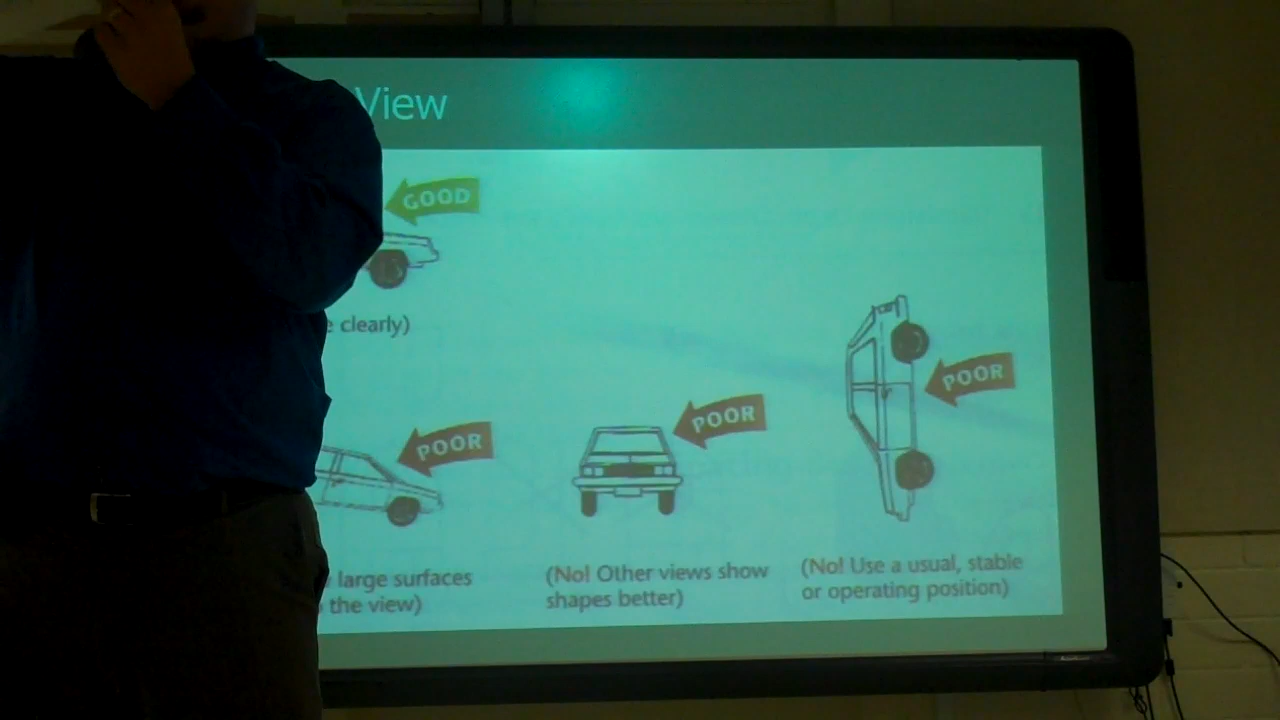 View
GOOD
clearly)
POOR
POOR
POOR
large surfaces
the view)
(No! Other views show
shapes better)
(No! Use a usual, stable
or operating position)